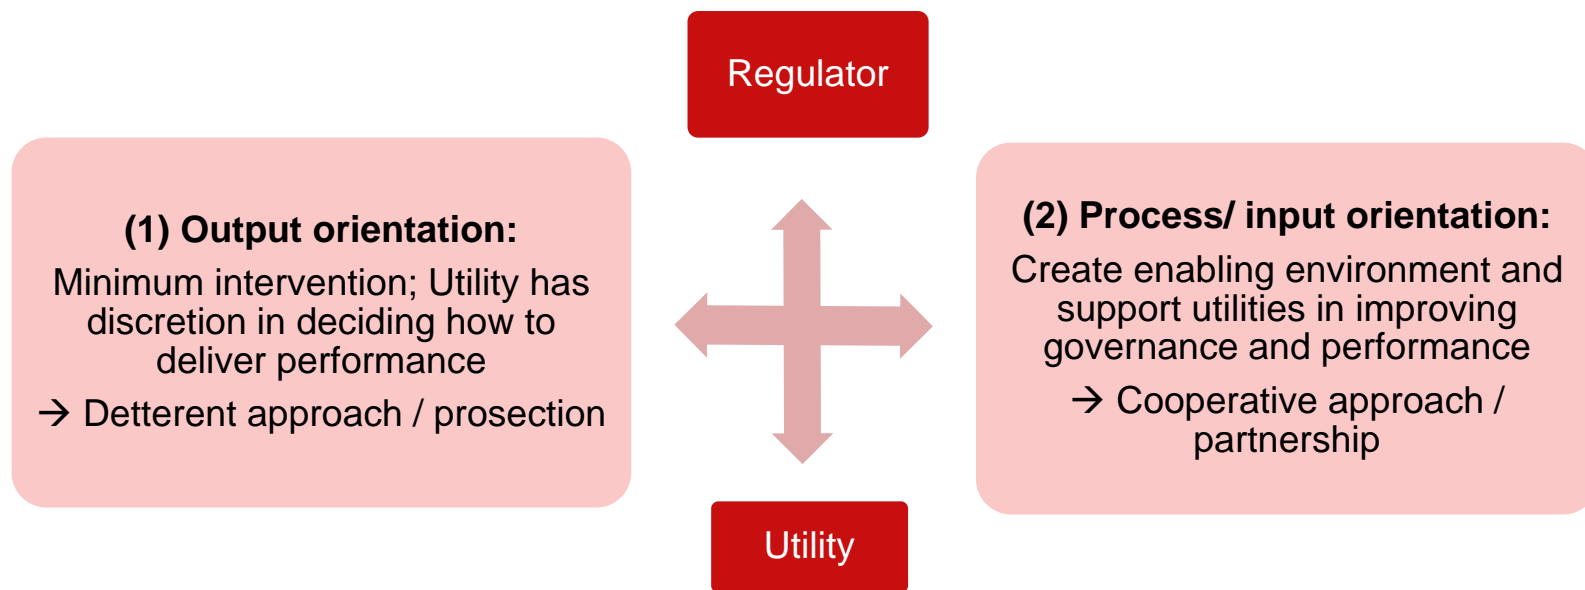 Regulator
(1) Output orientation:
Minimum intervention; Utility has
discretion in deciding how to
deliver performance
→ Detterent approach / prosection
(2) Process/ input orientation:
Create enabling environment and
support utilities in improving
governance and performance
→ Cooperative approach /
partnership
Utility